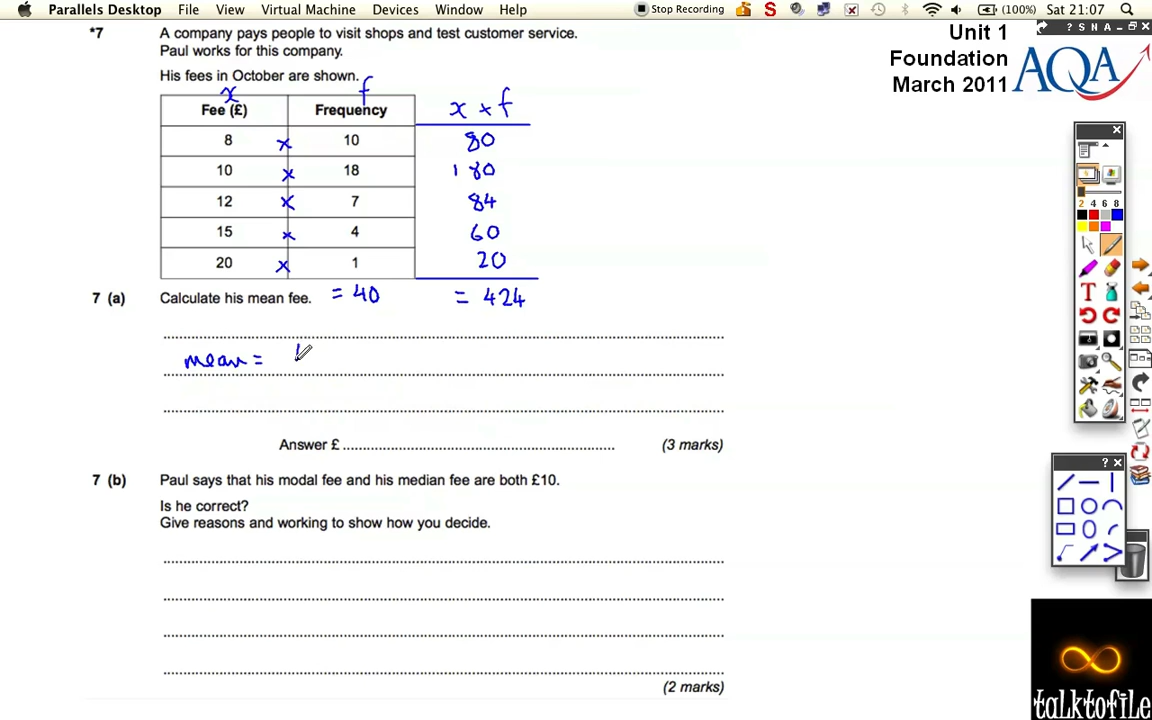 Parallels Desktop File View Virtual Machine Devices Window Help Stop Recording (100%) Sat 21:07
*7 A company pays people to visit shops and test customer service.
Paul works for this company.
His fees in October are shown.
Unit 1
Foundation
March 2011
AQA
x f
Fee (£) Frequency x × f
8 × 10 80
10 × 18 180
12 × 7 84
15 × 4 60
20 × 1 20
7 (a) Calculate his mean fee. = 40 = 424
mean =
Answer £ (3 marks)
7 (b) Paul says that his modal fee and his median fee are both £10.
Is he correct?
Give reasons and working to show how you decide.
(2 marks)
? S N A
2 4 6 8
T
?
talktofile